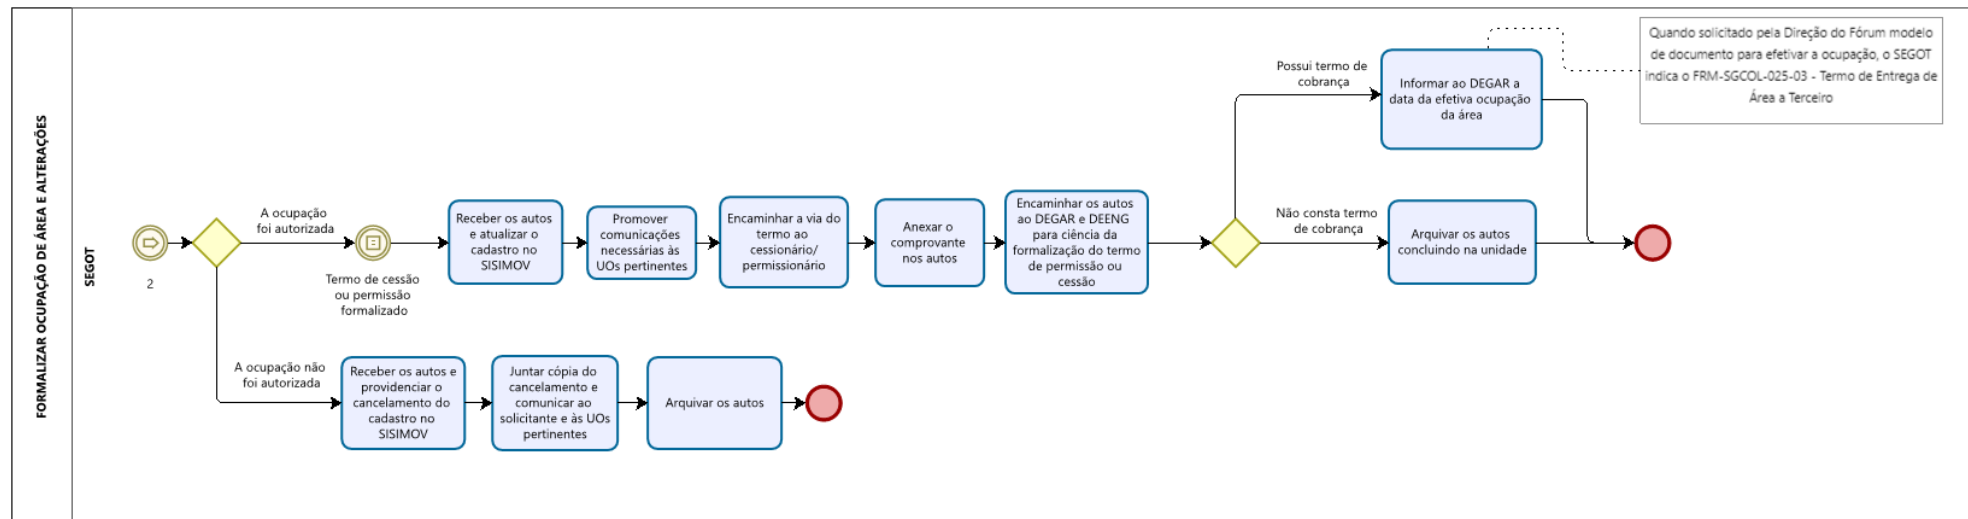 FORMALIZAR OCUPAÇÃO DE ÁREA E ALTERAÇÕES
SEGOT
2
A ocupação
foi autorizada
Termo de cessão
ou permissão
formalizado
Receber os autos
e atualizar o
cadastro no
SISIMOV
Promover
comunicações
necessárias às
UOs pertinentes
Encaminhar a via do
termo ao
cessionário/
permissionário
Anexar o
comprovante
nos autos
Encaminhar os autos
ao DEGAR e DEENG
para ciência da
formalização do termo
de permissão ou
cessão
Possui termo de
cobrança
Informar ao DEGAR a
data da efetiva ocupação
da área
Quando solicitado pela Direção do Fórum modelo
de documento para efetivar a ocupação, o SEGOT
indica o FRM-SGCOL-025-03 - Termo de Entrega de
Área a Terceiro
Não consta termo
de cobrança
Arquivar os autos
concluindo na unidade
A ocupação não
foi autorizada
Receber os autos e
providenciar o
cancelamento do
cadastro no
SISIMOV
Juntar cópia do
cancelamento e
comunicar ao
solicitante e às UOs
pertinentes
Arquivar os autos